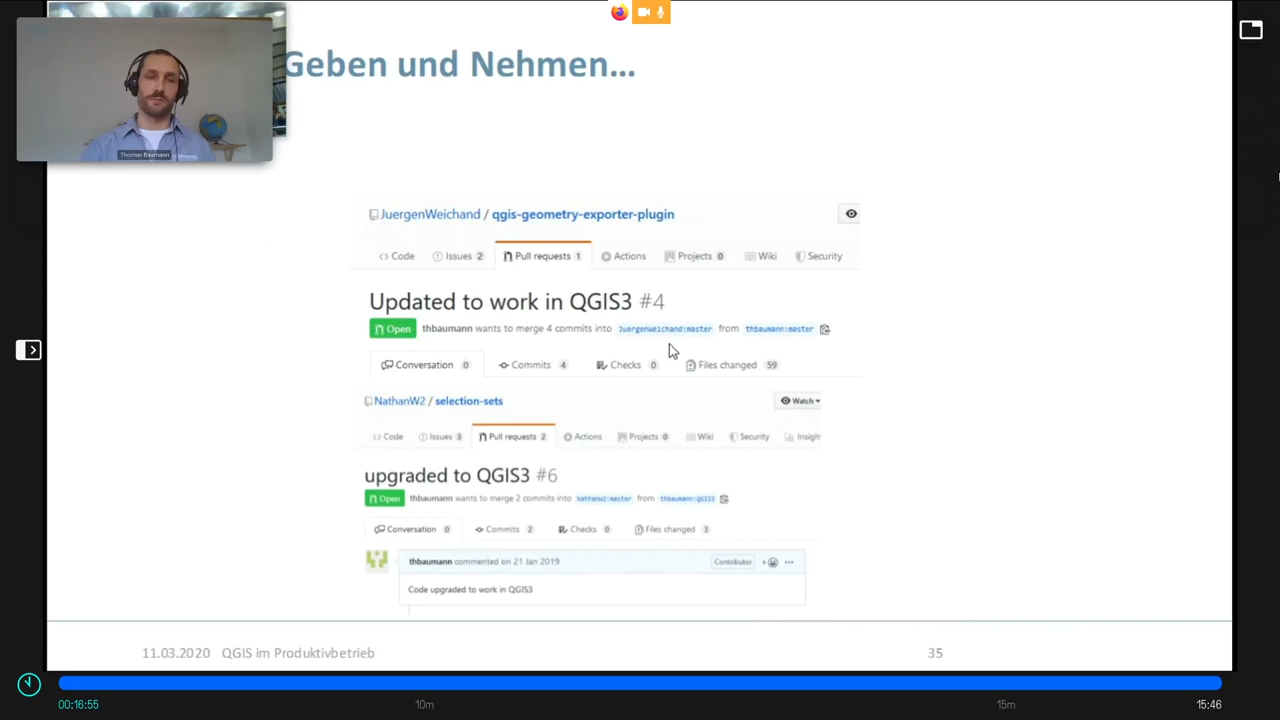 Geben und Nehmen...
Thomas Baumann
JuergenWeichand / qgis-geometry-exporter-plugin
Code Issues 2 Pull requests 1 Actions Projects 0 Wiki Security
Updated to work in QGIS3 #4
Open thbaumann wants to merge 4 commits into JuergenWeichand:master from thbaumann:master
Conversation 0 Commits 4 Checks 0 Files changed 59
NathanW2 / selection-sets
Watch
Code Issues 3 Pull requests 2 Actions Projects 0 Wiki Security Insigh
upgraded to QGIS3 #6
Open thbaumann wants to merge 2 commits into NathanW2:master from thbaumann:QGIS3
Conversation 0 Commits 2 Checks 0 Files changed 3
thbaumann commented on 21 Jan 2019 Contributor
Code upgraded to work in QGIS3
11.03.2020 QGIS im Produktivbetrieb 35
00:16:55 10m 15m 15:46